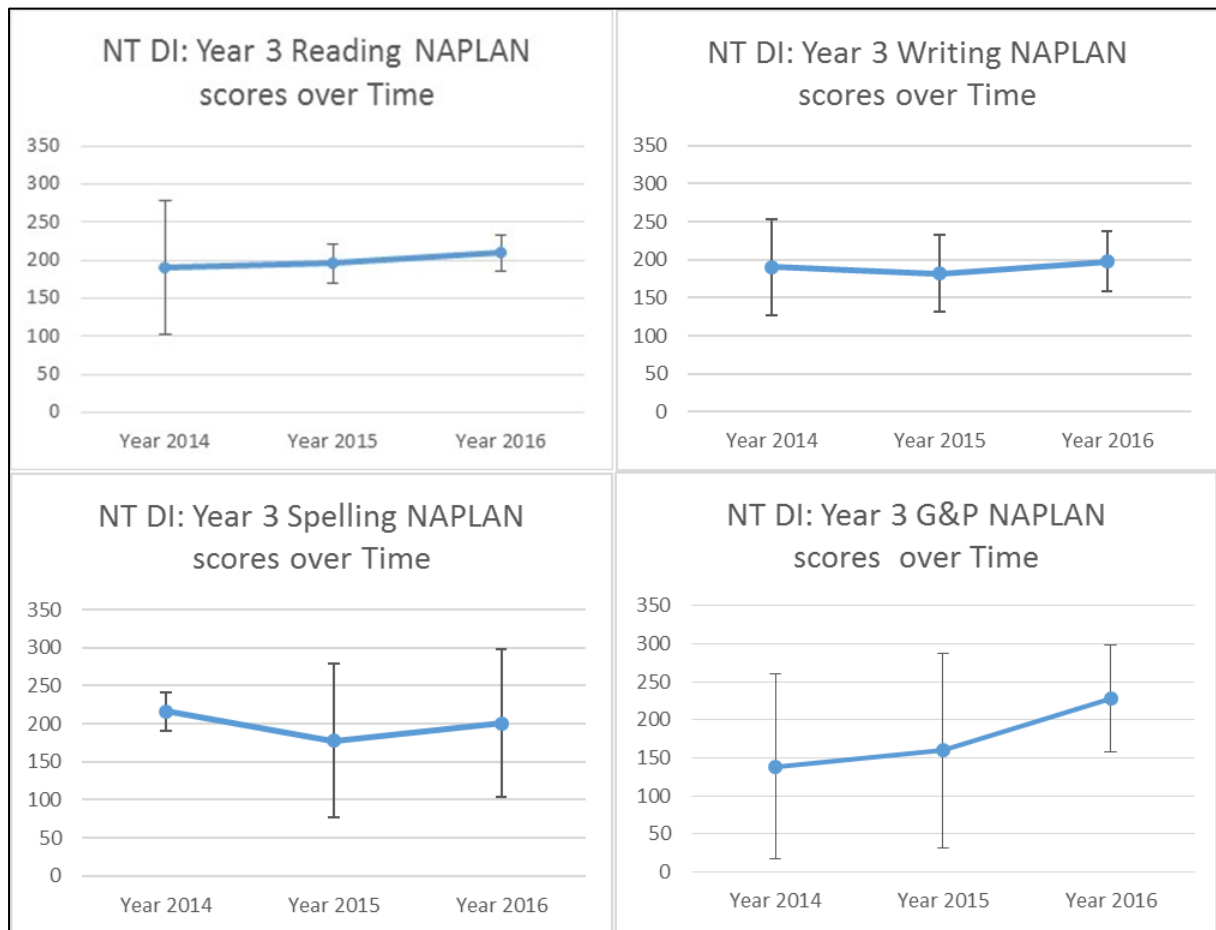 NT DI: Year 3 Reading NAPLAN
scores over Time
350
300
250
200
150
100
50
0
Year 2014 Year 2015 Year 2016
NT DI: Year 3 Writing NAPLAN
scores over Time
350
300
250
200
150
100
50
0
Year 2014 Year 2015 Year 2016
NT DI: Year 3 Spelling NAPLAN
scores over Time
350
300
250
200
150
100
50
0
Year 2014 Year 2015 Year 2016
NT DI: Year 3 G&P NAPLAN
scores over Time
350
300
250
200
150
100
50
0
Year 2014 Year 2015 Year 2016